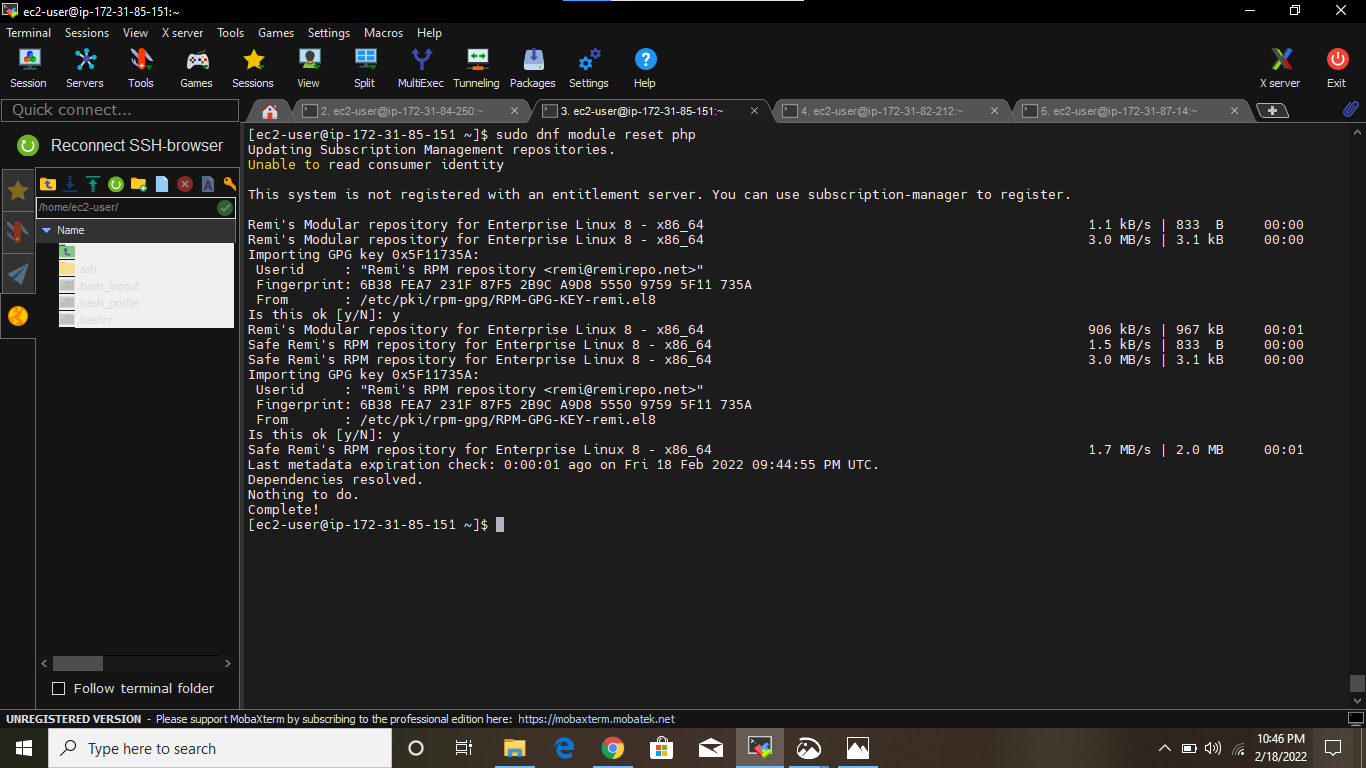 ec2-user@ip-172-31-85-151:~
Terminal Sessions View X server Tools Games Settings Macros Help
Session Servers Tools Games Sessions View Split MultiExec Tunneling Packages Settings Help X server Exit
Quick connect...
2. ec2-user@ip-172-31-84-250:~
3. ec2-user@ip-172-31-85-151:~
4. ec2-user@ip-172-31-82-212:~
5. ec2-user@ip-172-31-87-14:~
Reconnect SSH-browser
/home/ec2-user/
Name
..
.ssh
.bash_logout
.bash_profile
.bashrc
Follow terminal folder
[ec2-user@ip-172-31-85-151 ~]$ sudo dnf module reset php
Updating Subscription Management repositories.
Unable to read consumer identity
This system is not registered with an entitlement server. You can use subscription-manager to register.
Remi's Modular repository for Enterprise Linux 8 - x86_64 1.1 kB/s | 833 B 00:00
Remi's Modular repository for Enterprise Linux 8 - x86_64 3.0 MB/s | 3.1 kB 00:00
Importing GPG key 0x5F11735A:
Userid : "Remi's RPM repository <remi@remirepo.net>"
Fingerprint: 6B38 FEA7 231F 87F5 2B9C A9D8 5550 9759 5F11 735A
From : /etc/pki/rpm-gpg/RPM-GPG-KEY-remi.el8
Is this ok [y/N]: y
Remi's Modular repository for Enterprise Linux 8 - x86_64 906 kB/s | 967 kB 00:01
Safe Remi's RPM repository for Enterprise Linux 8 - x86_64 1.5 kB/s | 833 B 00:00
Safe Remi's RPM repository for Enterprise Linux 8 - x86_64 3.0 MB/s | 3.1 kB 00:00
Importing GPG key 0x5F11735A:
Userid : "Remi's RPM repository <remi@remirepo.net>"
Fingerprint: 6B38 FEA7 231F 87F5 2B9C A9D8 5550 9759 5F11 735A
From : /etc/pki/rpm-gpg/RPM-GPG-KEY-remi.el8
Is this ok [y/N]: y
Safe Remi's RPM repository for Enterprise Linux 8 - x86_64 1.7 MB/s | 2.0 MB 00:01
Last metadata expiration check: 0:00:01 ago on Fri 18 Feb 2022 09:44:55 PM UTC.
Dependencies resolved.
Nothing to do.
Complete!
[ec2-user@ip-172-31-85-151 ~]$
UNREGISTERED VERSION - Please support MobaXterm by subscribing to the professional edition here: https://mobaxterm.mobatek.net
Type here to search
10:46 PM
2/18/2022